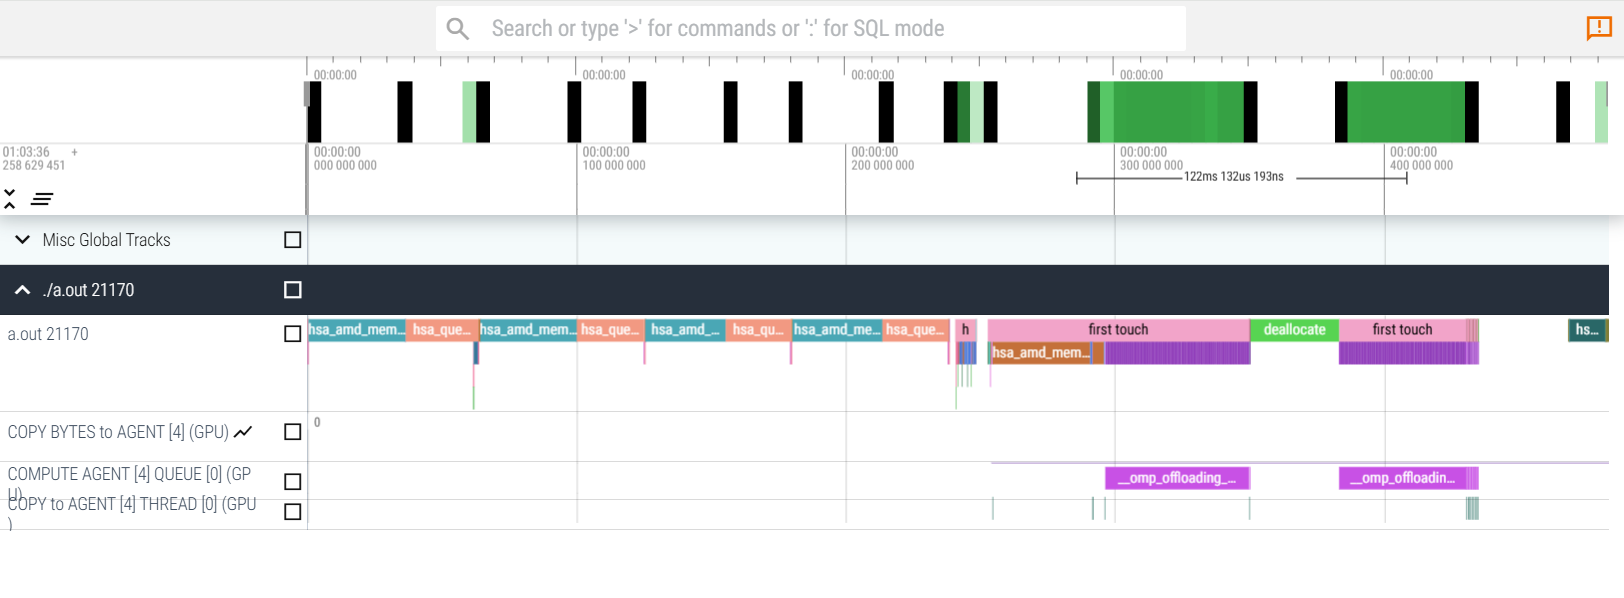 Search or type '>' for commands or ':' for SQL mode
00:00:00 00:00:00 00:00:00 00:00:00 00:00:00
01:03:36 +
258 629 451
00:00:00 00:00:00 00:00:00 00:00:00 00:00:00
000 000 000 100 000 000 200 000 000 300 000 000 400 000 000
122ms 132us 193ns
Misc Global Tracks
./a.out 21170
a.out 21170
hsa_amd_mem... hsa_que... hsa_amd_mem... hsa_que... hsa_amd_... hsa_qu... hsa_amd_me... hsa_que... h first touch deallocate first touch hs...
hsa_amd_mem...
COPY BYTES to AGENT [4] (GPU)
0
COMPUTE AGENT [4] QUEUE [0] (GP
U)
__omp_offloading_... __omp_offloadin...
COPY to AGENT [4] THREAD [0] (GPU
)